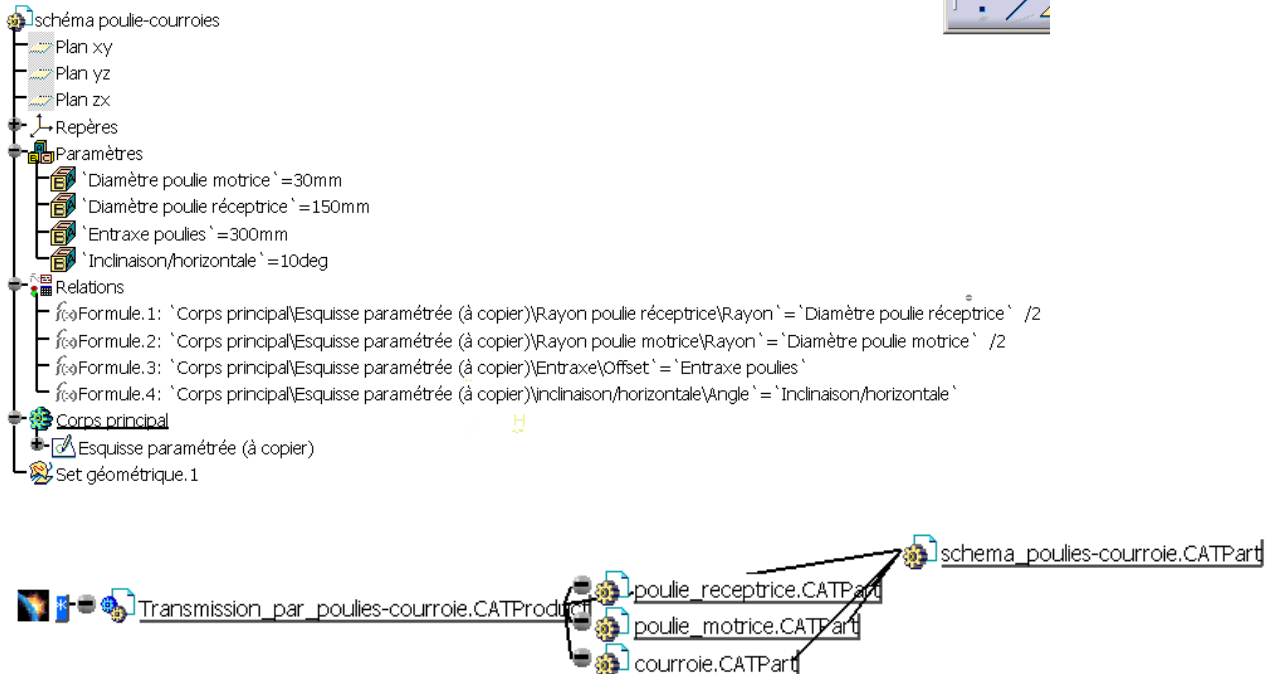 schéma poulie-courroies
Plan xy
Plan yz
Plan zx
Repères
Paramètres
`Diamètre poulie motrice`=30mm
`Diamètre poulie réceptrice`=150mm
`Entraxe poulies`=300mm
`Inclinaison/horizontale`=10deg
Relations
f(x) Formule.1: `Corps principal\Esquisse paramétrée (à copier)\Rayon poulie réceptrice\Rayon`=`Diamètre poulie réceptrice` /2
f(x) Formule.2: `Corps principal\Esquisse paramétrée (à copier)\Rayon poulie motrice\Rayon`=`Diamètre poulie motrice` /2
f(x) Formule.3: `Corps principal\Esquisse paramétrée (à copier)\Entraxe\Offset`=`Entraxe poulies`
f(x) Formule.4: `Corps principal\Esquisse paramétrée (à copier)\inclinaison/horizontale\Angle`=`Inclinaison/horizontale`
Corps principal
H
Esquisse paramétrée (à copier)
Set géométrique.1
schema_poulies-courroie.CATPart
poulie_receptrice.CATPart
* Transmission_par_poulies-courroie.CATProduct
poulie_motrice.CATPart
courroie.CATPart